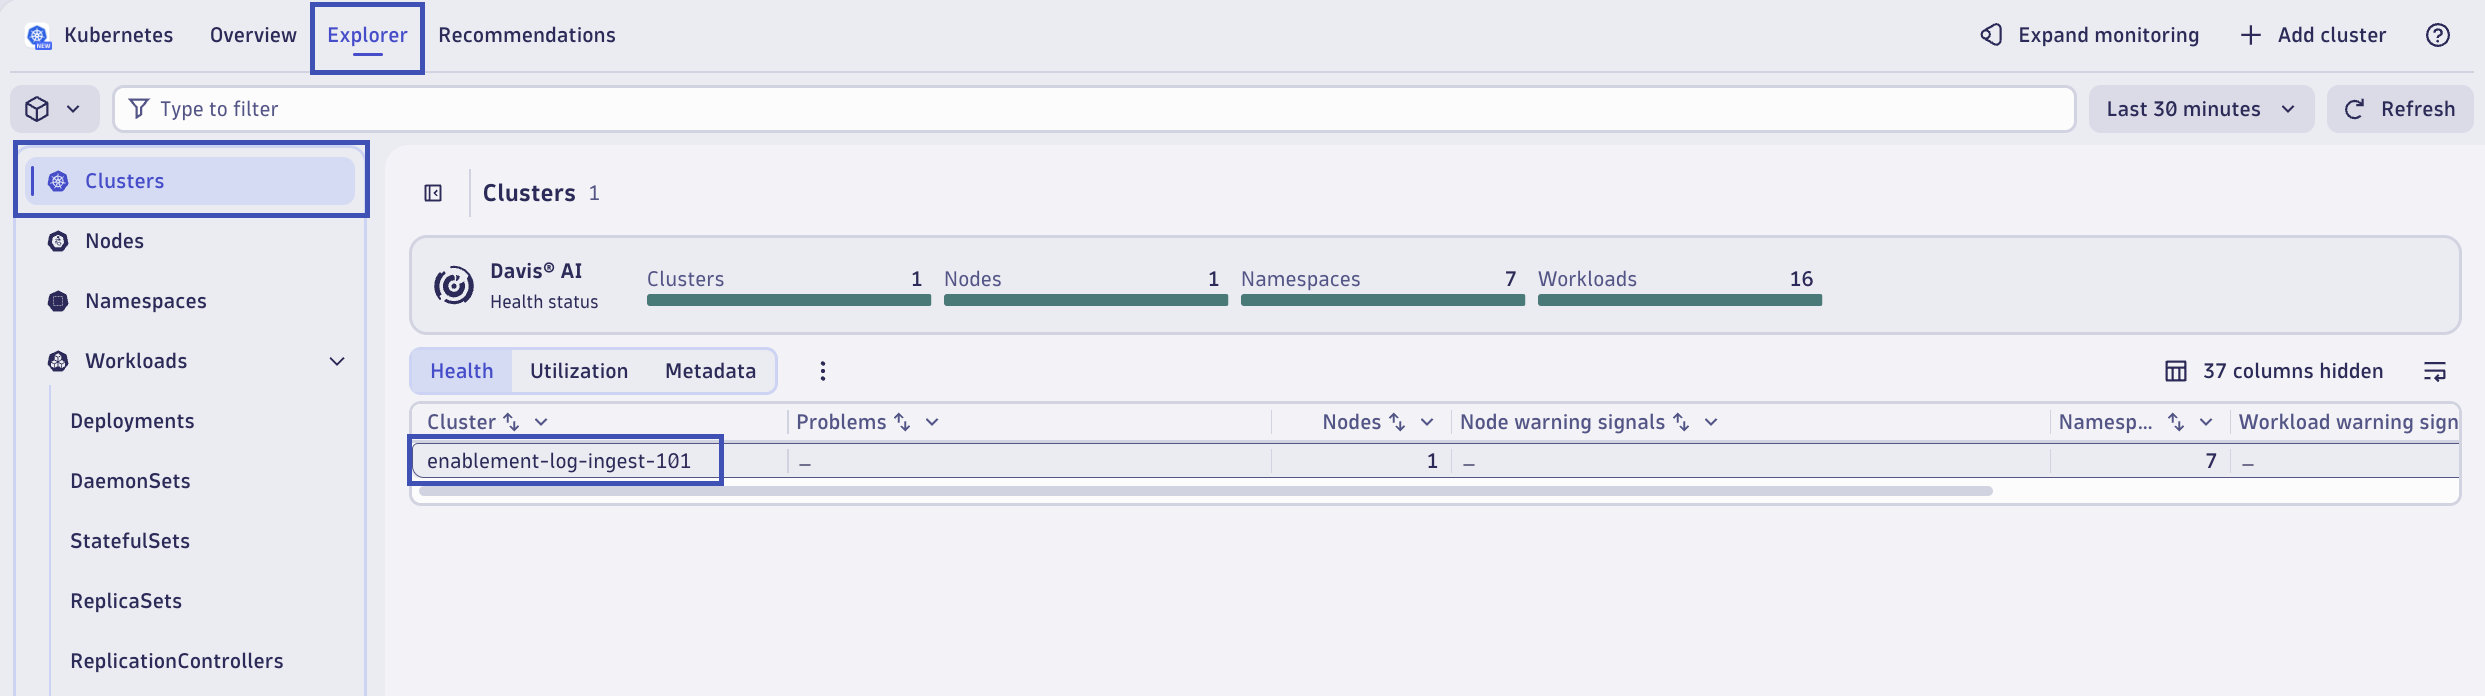 NEW Kubernetes Overview Explorer Recommendations Expand monitoring Add cluster
Type to filter Last 30 minutes Refresh
Clusters
Nodes
Namespaces
Workloads
Deployments
DaemonSets
StatefulSets
ReplicaSets
ReplicationControllers
Clusters 1
Davis® AI
Health status
Clusters 1 Nodes 1 Namespaces 7 Workloads 16
Health Utilization Metadata 37 columns hidden
Cluster Problems Nodes Node warning signals Namesp... Workload warning sign
enablement-log-ingest-101 – 1 – 7 –